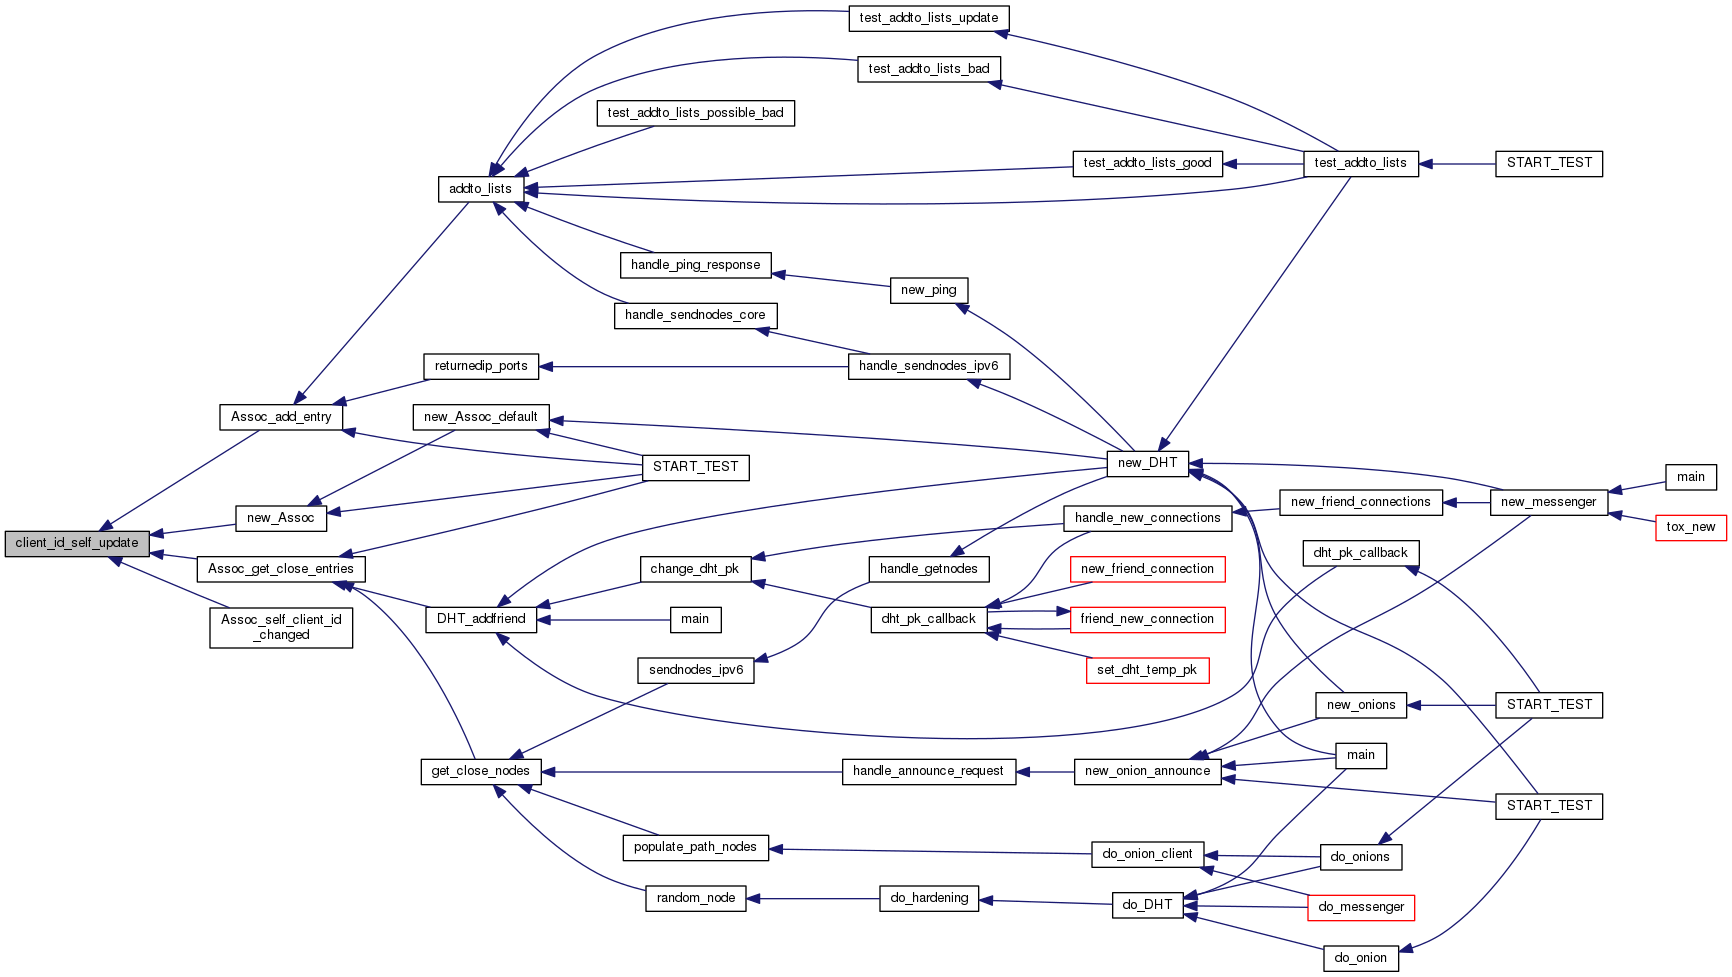 test_addto_lists_update
test_addto_lists_bad
test_addto_lists_possible_bad
test_addto_lists_good
test_addto_lists
START_TEST
addto_lists
handle_ping_response
new_ping
handle_sendnodes_core
returnedip_ports
handle_sendnodes_ipv6
Assoc_add_entry
new_Assoc_default
START_TEST
new_DHT
main
new_friend_connections
new_messenger
new_Assoc
handle_new_connections
tox_new
client_id_self_update
dht_pk_callback
Assoc_get_close_entries
change_dht_pk
handle_getnodes
new_friend_connection
Assoc_self_client_id
_changed
DHT_addfriend
main
dht_pk_callback
friend_new_connection
sendnodes_ipv6
set_dht_temp_pk
new_onions
START_TEST
main
get_close_nodes
handle_announce_request
new_onion_announce
START_TEST
populate_path_nodes
do_onion_client
do_onions
random_node
do_hardening
do_DHT
do_messenger
do_onion